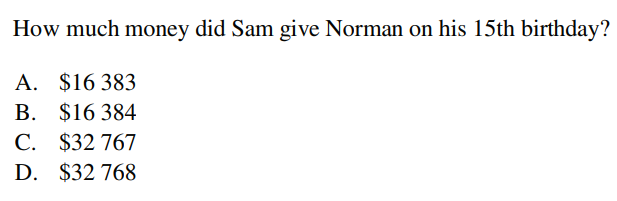 How much money did Sam give Norman on his 15th birthday?
A. $16 383
B. $16 384
C. $32 767
D. $32 768